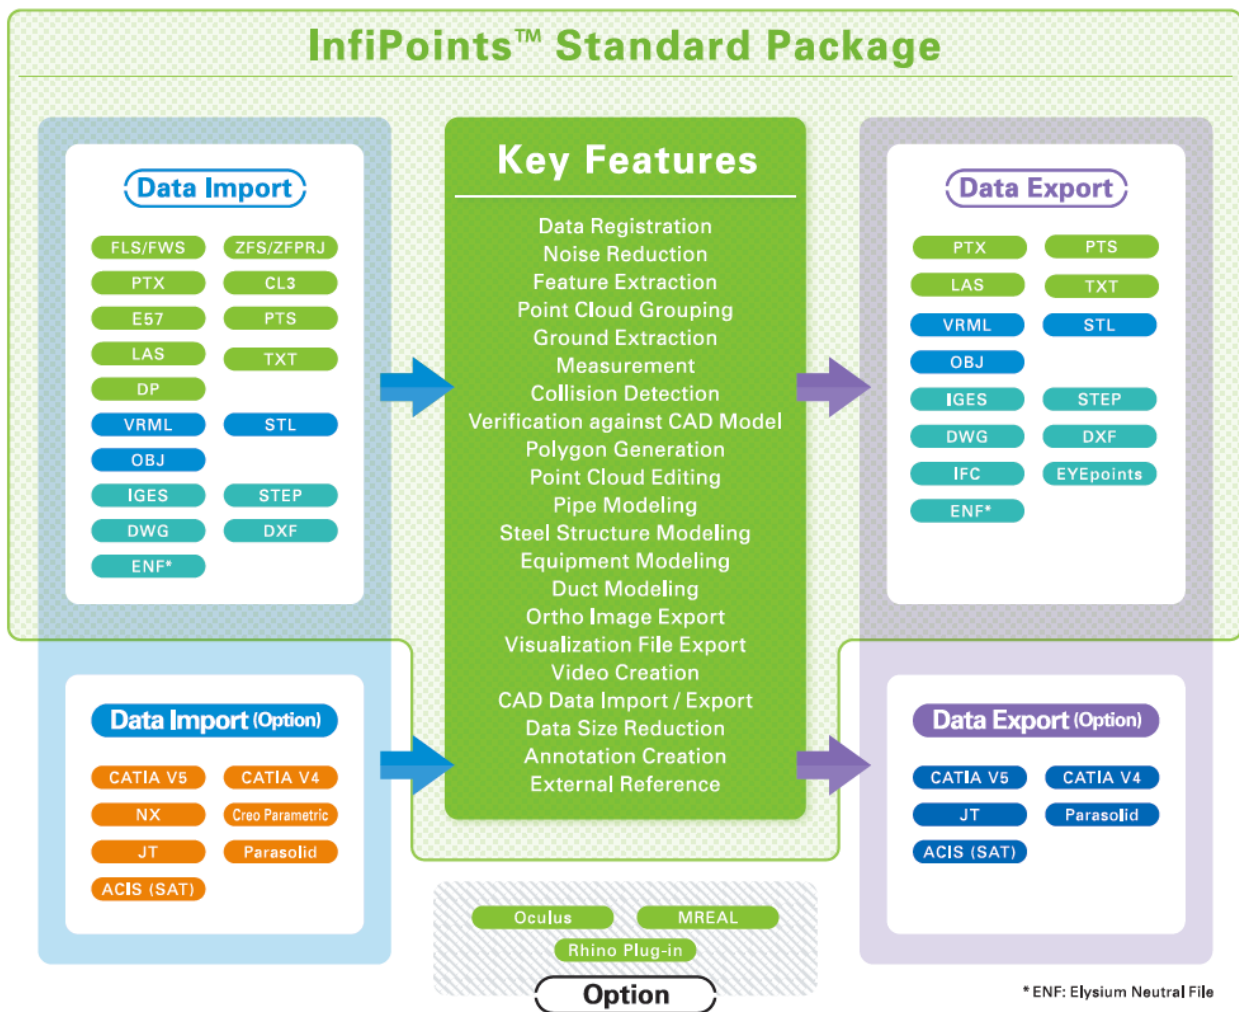 InfiPoints™ Standard Package
Data Import
FLS/FWS ZFS/ZFPRJ
PTX CL3
E57 PTS
LAS TXT
DP
VRML STL
OBJ
IGES STEP
DWG DXF
ENF*
Data Import (Option)
CATIA V5 CATIA V4
NX Creo Parametric
JT Parasolid
ACIS (SAT)
Key Features
Data Registration
Noise Reduction
Feature Extraction
Point Cloud Grouping
Ground Extraction
Measurement
Collision Detection
Verification against CAD Model
Polygon Generation
Point Cloud Editing
Pipe Modeling
Steel Structure Modeling
Equipment Modeling
Duct Modeling
Ortho Image Export
Visualization File Export
Video Creation
CAD Data Import / Export
Data Size Reduction
Annotation Creation
External Reference
Oculus MREAL
Rhino Plug-in
Option
Data Export
PTX PTS
LAS TXT
VRML STL
OBJ
IGES STEP
DWG DXF
IFC EYEpoints
ENF*
Data Export (Option)
CATIA V5 CATIA V4
JT Parasolid
ACIS (SAT)
* ENF: Elysium Neutral File